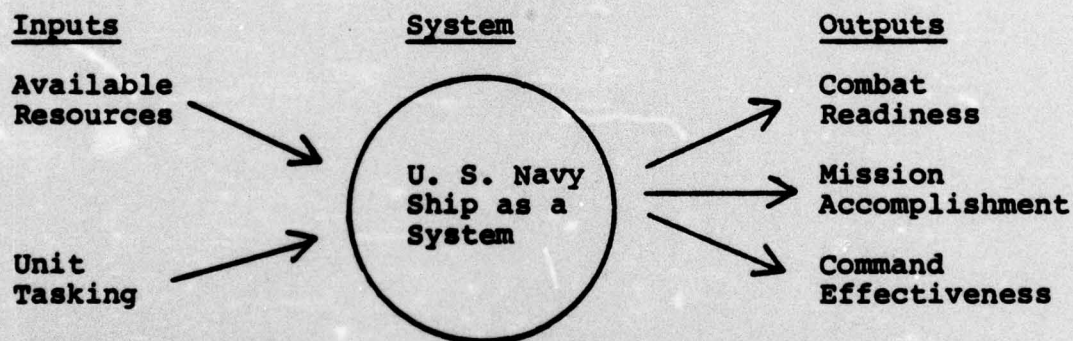 Inputs
Available
Resources
Unit
Tasking
System
U. S. Navy
Ship as a
System
Outputs
Combat
Readiness
Mission
Accomplishment
Command
Effectiveness